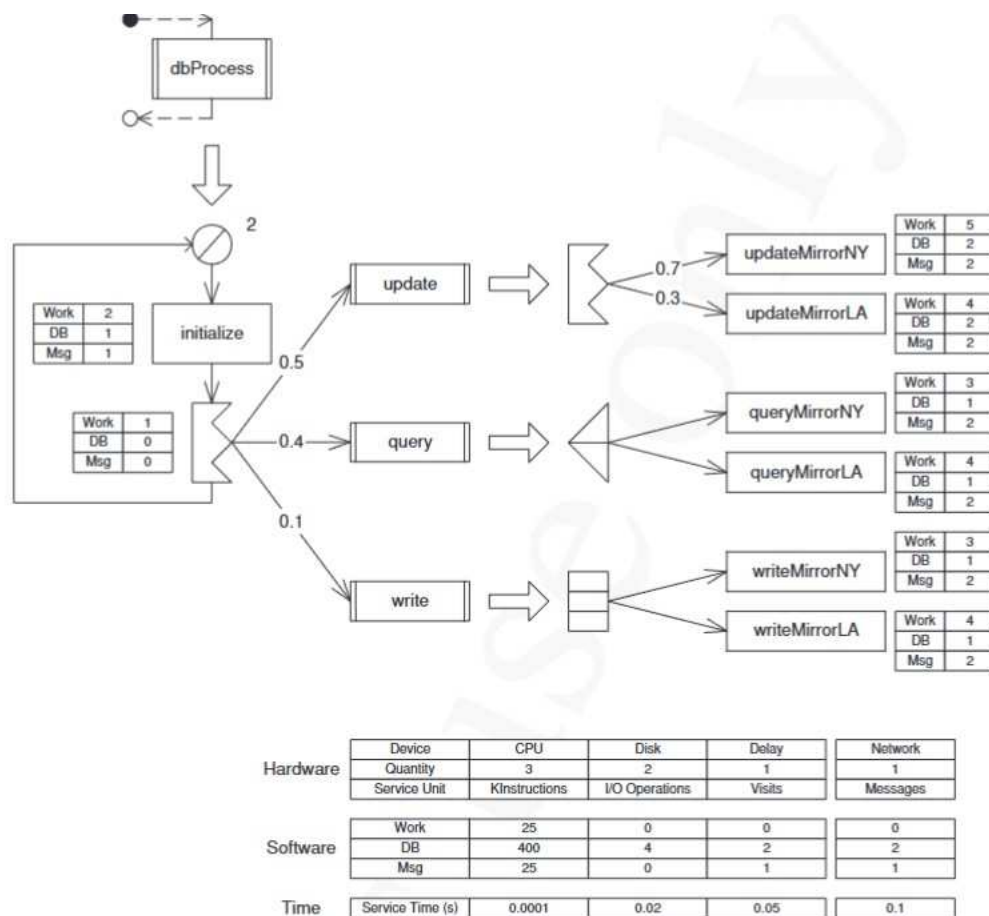 dbProcess
2
Work 2
DB 1
Msg 1
initialize
Work 1
DB 0
Msg 0
0.5
0.4
0.1
update
0.7
0.3
updateMirrorNY
Work 5
DB 2
Msg 2
updateMirrorLA
Work 4
DB 2
Msg 2
query
queryMirrorNY
Work 3
DB 1
Msg 2
queryMirrorLA
Work 4
DB 1
Msg 2
write
writeMirrorNY
Work 3
DB 1
Msg 2
writeMirrorLA
Work 4
DB 1
Msg 2
Hardware
Device CPU Disk Delay Network
Quantity 3 2 1 1
Service Unit KInstructions I/O Operations Visits Messages
Software
Work 25 0 0 0
DB 400 4 2 2
Msg 25 0 1 1
Time
Service Time (s) 0.0001 0.02 0.05 0.1
use only